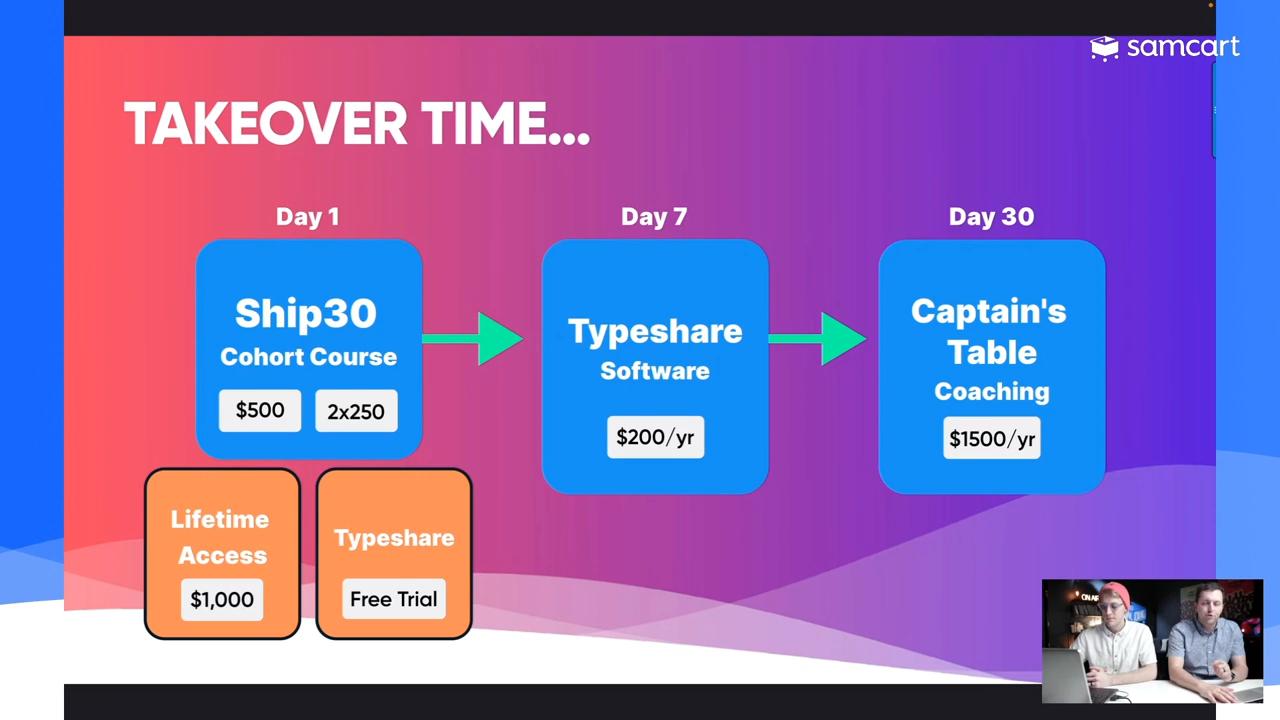 samcart
TAKEOVER TIME...
Day 1
Day 7
Day 30
Ship30
Cohort Course
$500
2x250
Typeshare
Software
$200/yr
Captain's
Table
Coaching
$1500/yr
Lifetime
Access
$1,000
Typeshare
Free Trial